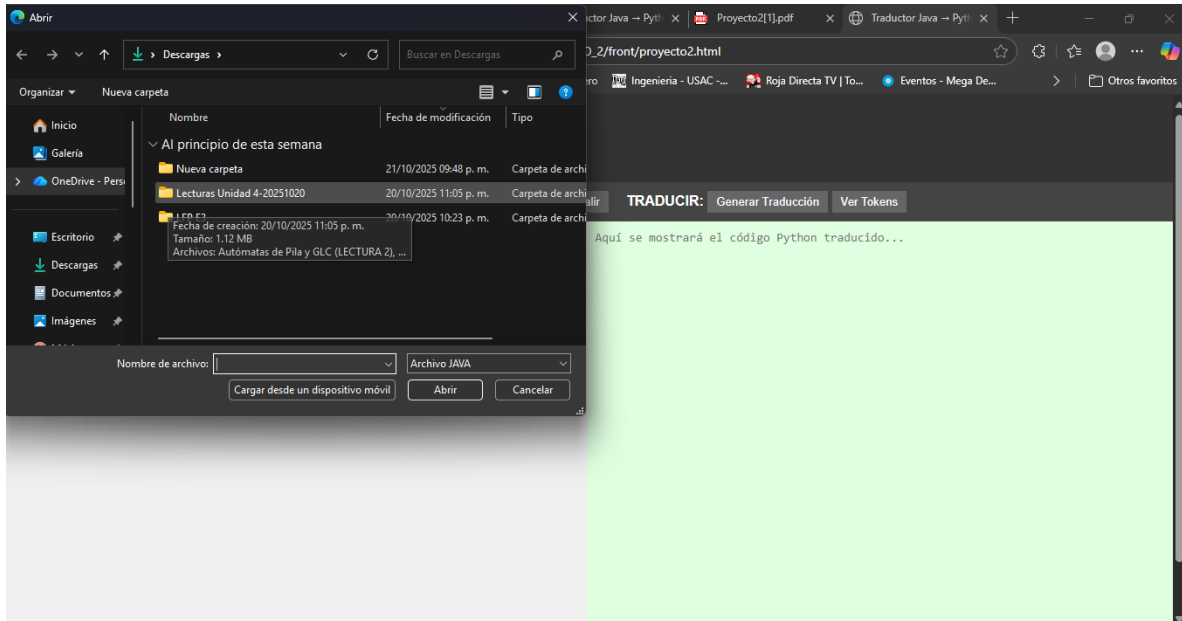 Abrir
Descargas
Buscar en Descargas
Organizar
Nueva carpeta
Inicio
Galería
OneDrive - Pers
Escritorio
Descargas
Documentos
Imágenes
Nombre Fecha de modificación Tipo
Al principio de esta semana
Nueva carpeta 21/10/2025 09:48 p. m. Carpeta de archi
Lecturas Unidad 4-20251020 20/10/2025 11:05 p. m. Carpeta de archi
20/10/2025 10:23 p. m. Carpeta de archi
Fecha de creación: 20/10/2025 11:05 p. m.
Tamaño: 1.12 MB
Archivos: Autómatas de Pila y GLC (LECTURA 2), ...
Nombre de archivo:
Archivo JAVA
Cargar desde un dispositivo móvil Abrir Cancelar
ctor Java → Pyth Proyecto2[1].pdf Traductor Java → Pyth
O_2/front/proyecto2.html
ro Ingenieria - USAC -... Roja Directa TV | To... Eventos - Mega De... Otros favoritos
lir TRADUCIR: Generar Traducción Ver Tokens
Aquí se mostrará el código Python traducido...